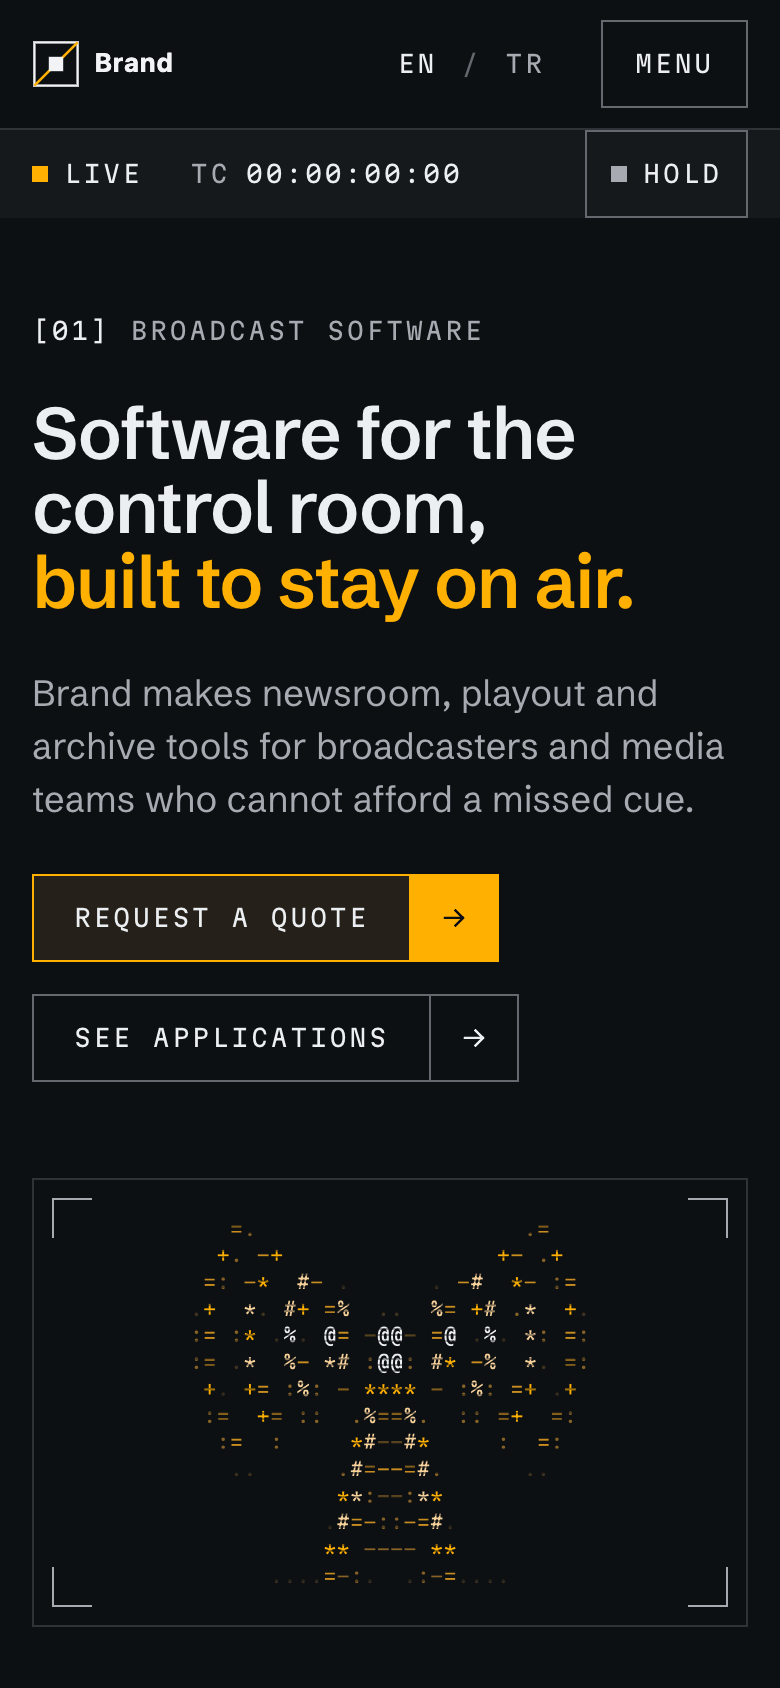 Brand
EN / TR
MENU
LIVE TC 00:00:00:00
HOLD
[01] BROADCAST SOFTWARE
Software for the
control room,
built to stay on air.
Brand makes newsroom, playout and
archive tools for broadcasters and media
teams who cannot afford a missed cue.
REQUEST A QUOTE →
SEE APPLICATIONS →